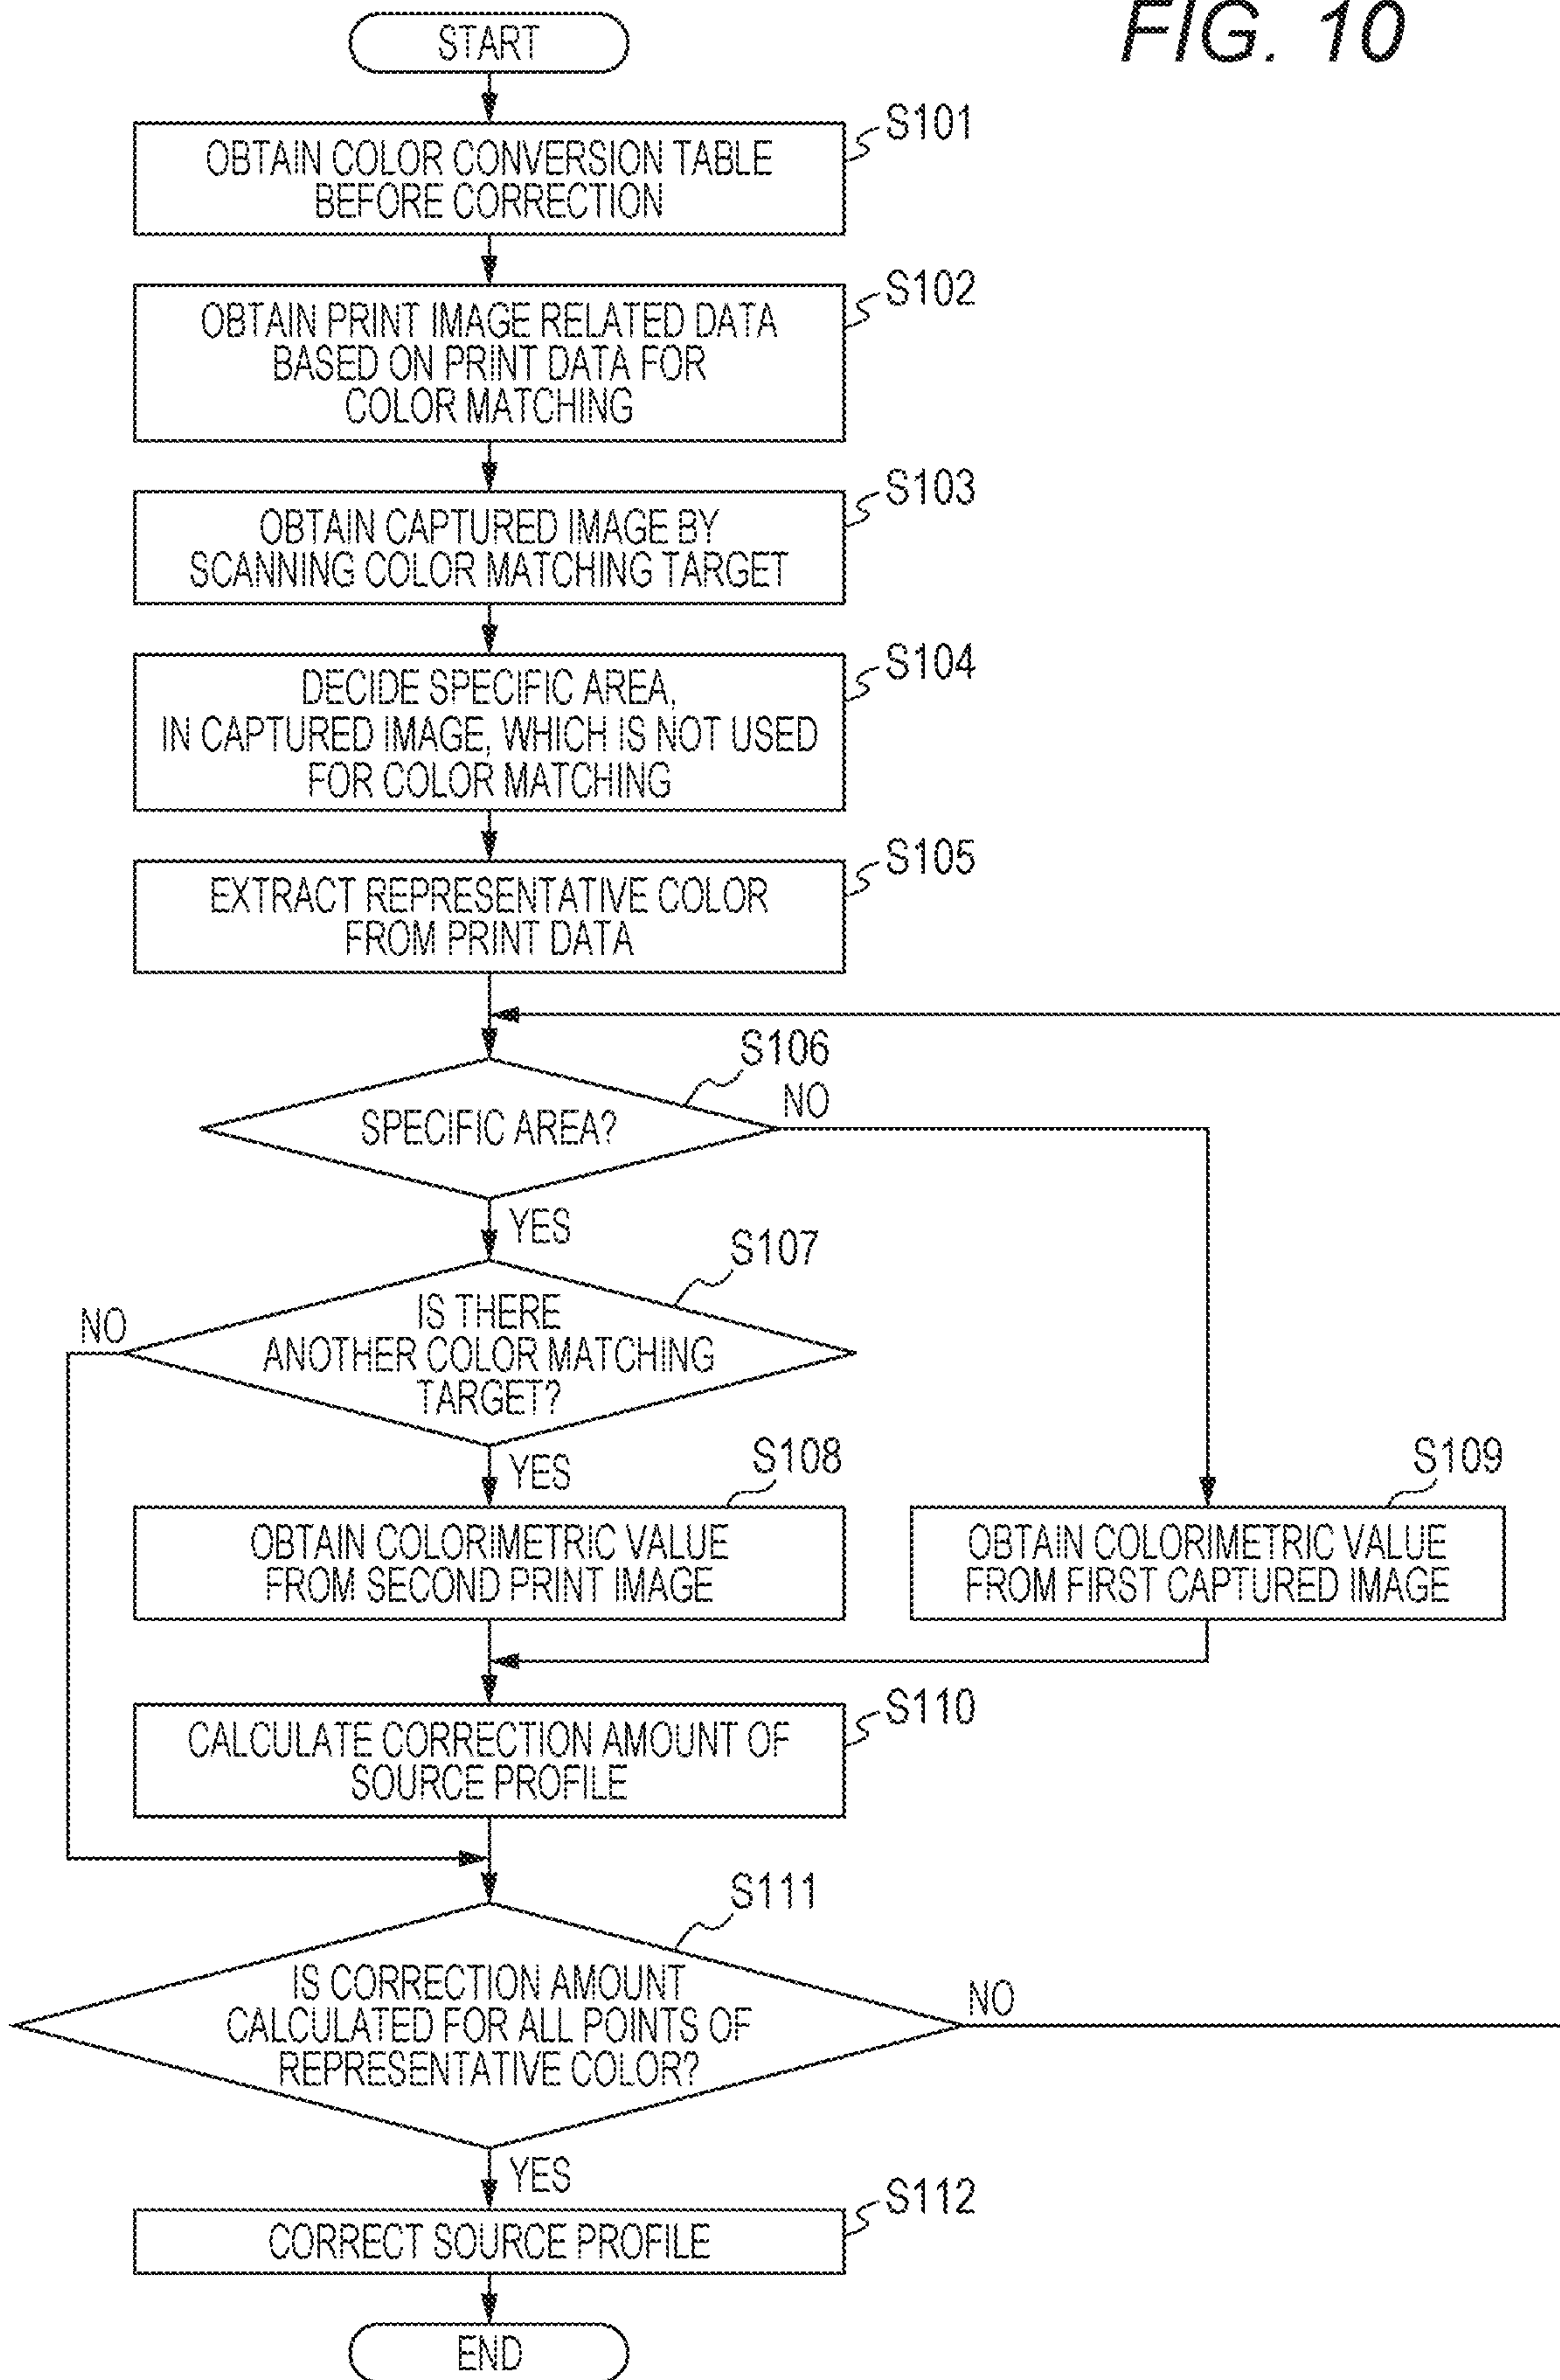 FIG. 10
START
S101
OBTAIN COLOR CONVERSION TABLE
BEFORE CORRECTION
S102
OBTAIN PRINT IMAGE RELATED DATA
BASED ON PRINT DATA FOR
COLOR MATCHING
S103
OBTAIN CAPTURED IMAGE BY
SCANNING COLOR MATCHING TARGET
S104
DECIDE SPECIFIC AREA,
IN CAPTURED IMAGE, WHICH IS NOT USED
FOR COLOR MATCHING
S105
EXTRACT REPRESENTATIVE COLOR
FROM PRINT DATA
S106
SPECIFIC AREA?
NO
YES
S107
IS THERE
ANOTHER COLOR MATCHING
TARGET?
NO
YES
S108
OBTAIN COLORIMETRIC VALUE
FROM SECOND PRINT IMAGE
S109
OBTAIN COLORIMETRIC VALUE
FROM FIRST CAPTURED IMAGE
S110
CALCULATE CORRECTION AMOUNT OF
SOURCE PROFILE
S111
IS CORRECTION AMOUNT
CALCULATED FOR ALL POINTS OF
REPRESENTATIVE COLOR?
NO
YES
S112
CORRECT SOURCE PROFILE
END